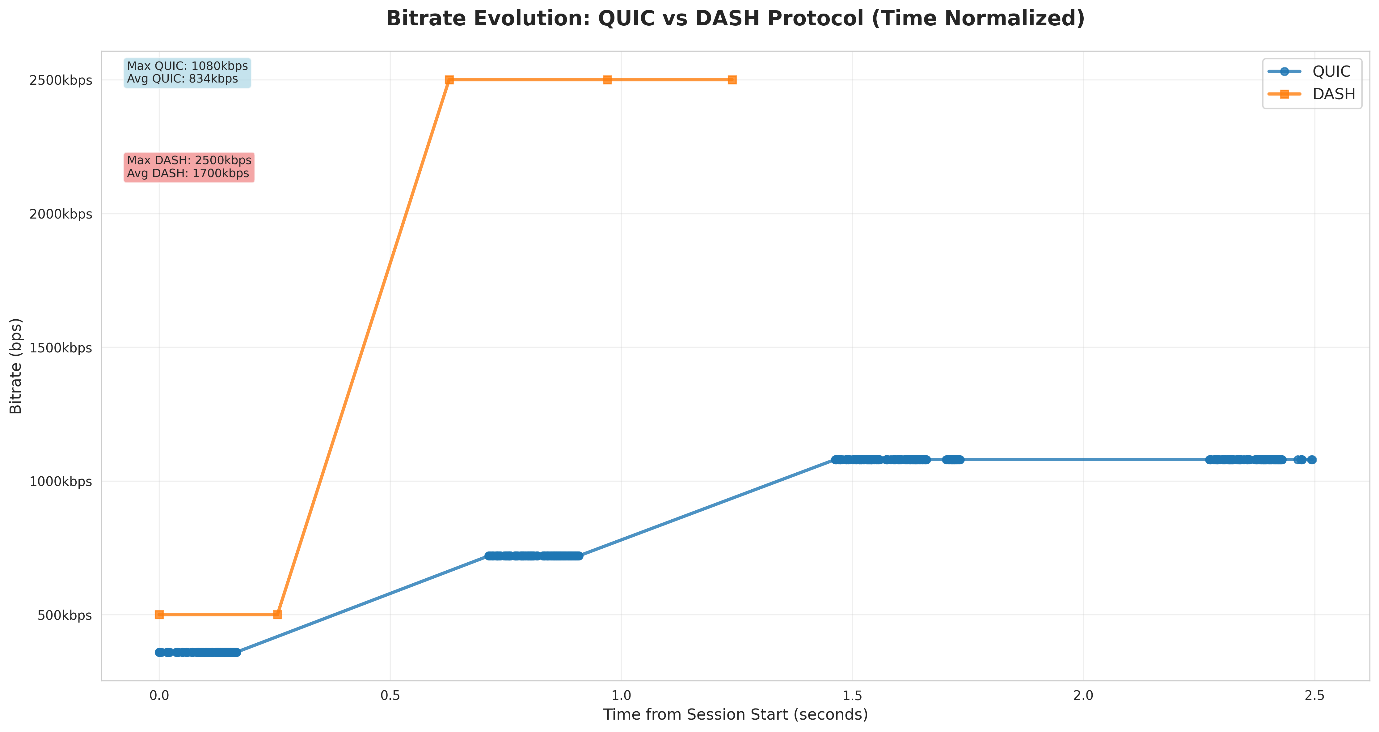 Bitrate Evolution: QUIC vs DASH Protocol (Time Normalized)
Max QUIC: 1080kbps
Avg QUIC: 834kbps
Max DASH: 2500kbps
Avg DASH: 1700kbps
QUIC
DASH
Bitrate (bps)
2500kbps
2000kbps
1500kbps
1000kbps
500kbps
0.0
0.5
1.0
1.5
2.0
2.5
Time from Session Start (seconds)